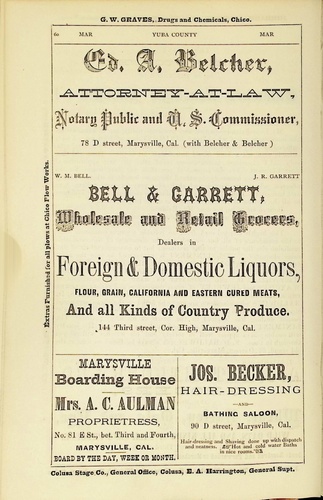 G. W. GRAVES, Drugs and Chemicals, Chico.
60 MAR YUBA COUNTY MAR
Ed. A. Belcher,
ATTORNEY-AT-LAW,
Notary Public and U. S. Commissioner,
78 D street, Marysville, Cal. (with Belcher & Belcher)
W. M. BELL. J. R. GARRETT
BELL & GARRETT,
Wholesale and Retail Grocers,
Dealers in
Foreign & Domestic Liquors,
FLOUR, GRAIN, CALIFORNIA AND EASTERN CURED MEATS,
And all Kinds of Country Produce.
144 Third street, Cor. High, Marysville, Cal.
MARYSVILLE
Boarding House
Mrs. A. C. AULMAN
PROPRIETRESS,
No. 81 E St., bet. Third and Fourth,
MARYSVILLE, CAL.
BOARD BY THE DAY, WEEK OR MONTH.
JOS. BECKER,
HAIR-DRESSING
—AND—
BATHING SALOON,
90 D street, Marysville, Cal.
Hair-dressing and Shaving done up with dispatch
and neatness. Hot and cold water Baths
in nice rooms.
Colusa Stage Co., General Office, Colusa, E. A. Harrington, General Supt.
Extras Furnished for all plows at Chico Plow Works.